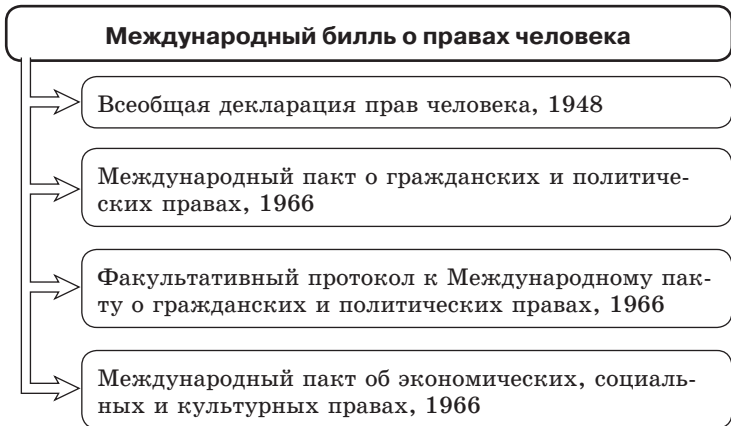 Международный билль о правах человека
Всеобщая декларация прав человека, 1948
Международный пакт о гражданских и политиче-
ских правах, 1966
Факультативный протокол к Международному пак-
ту о гражданских и политических правах, 1966
Международный пакт об экономических, социаль-
ных и культурных правах, 1966